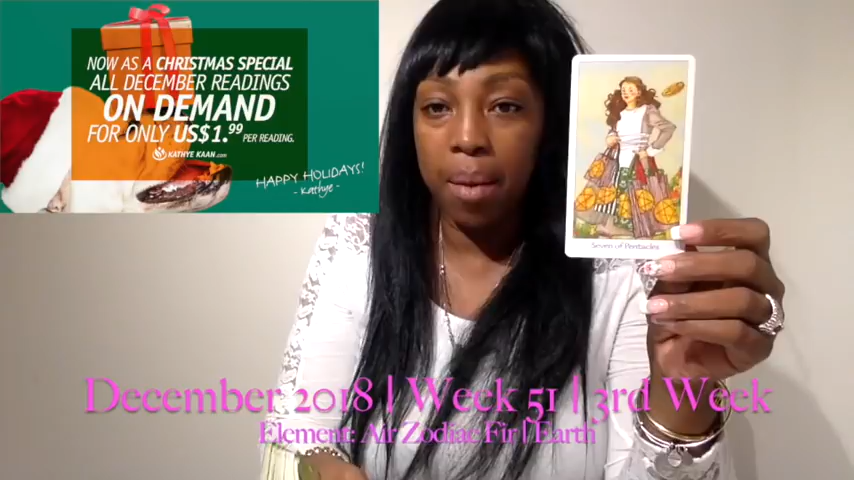 NOW AS A CHRISTMAS SPECIAL
ALL DECEMBER READINGS
ON DEMAND
FOR ONLY US$1.99 PER READING.
KATHYE KAAN.com
HAPPY HOLIDAYS!
- Kathye -
Seven of Pentacles
December 2018 | Week 51 | 3rd Week
Element: Air Zodiac Fir | Earth